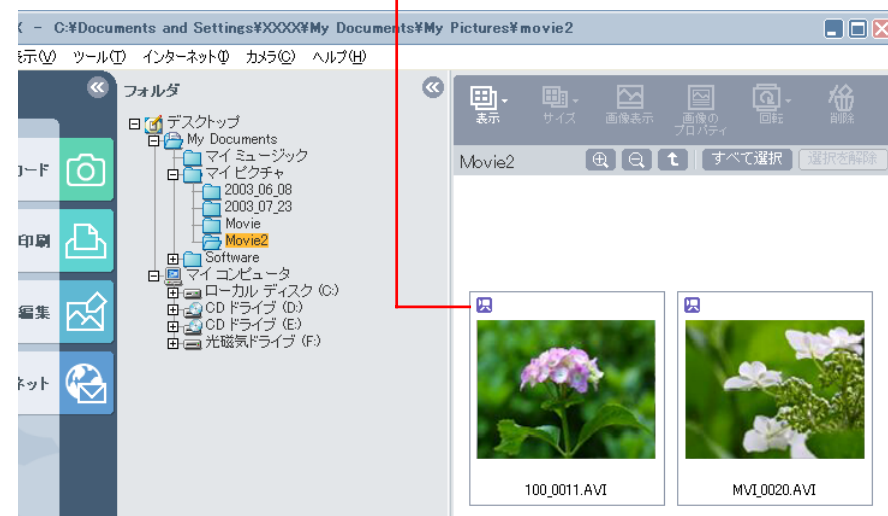 - C:¥Documents and Settings¥XXXX¥My Documents¥My Pictures¥movie2
表示(V) ツール(T) インターネット(I) カメラ(C) ヘルプ(H)
フォルダ
デスクトップ
My Documents
マイ ミュージック
マイ ピクチャ
2003_06_08
2003_07_23
Movie
Movie2
Software
マイ コンピュータ
ローカル ディスク (C:)
CD ドライブ (D:)
CD ドライブ (E:)
光磁気ドライブ (F:)
カード
印刷
編集
ネット
表示 サイズ 画像表示 画像の プロパティ 回転 削除
Movie2 すべて選択 選択を解除
100_0011.AVI MVI_0020.AVI